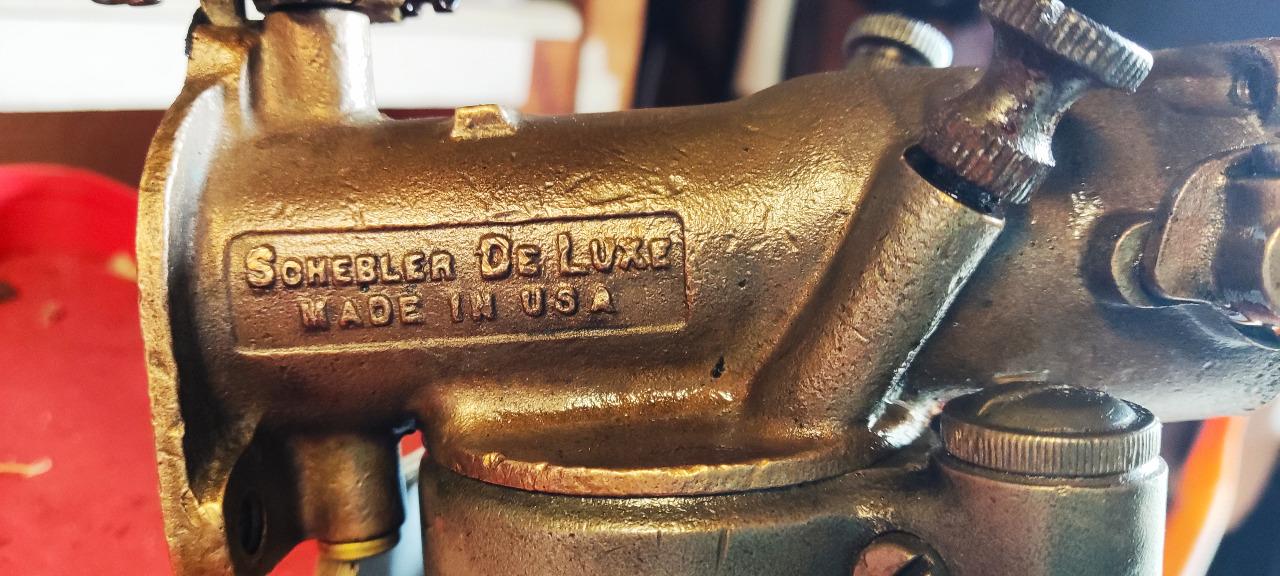 SCHEBLER DE LUXE
MADE IN USA